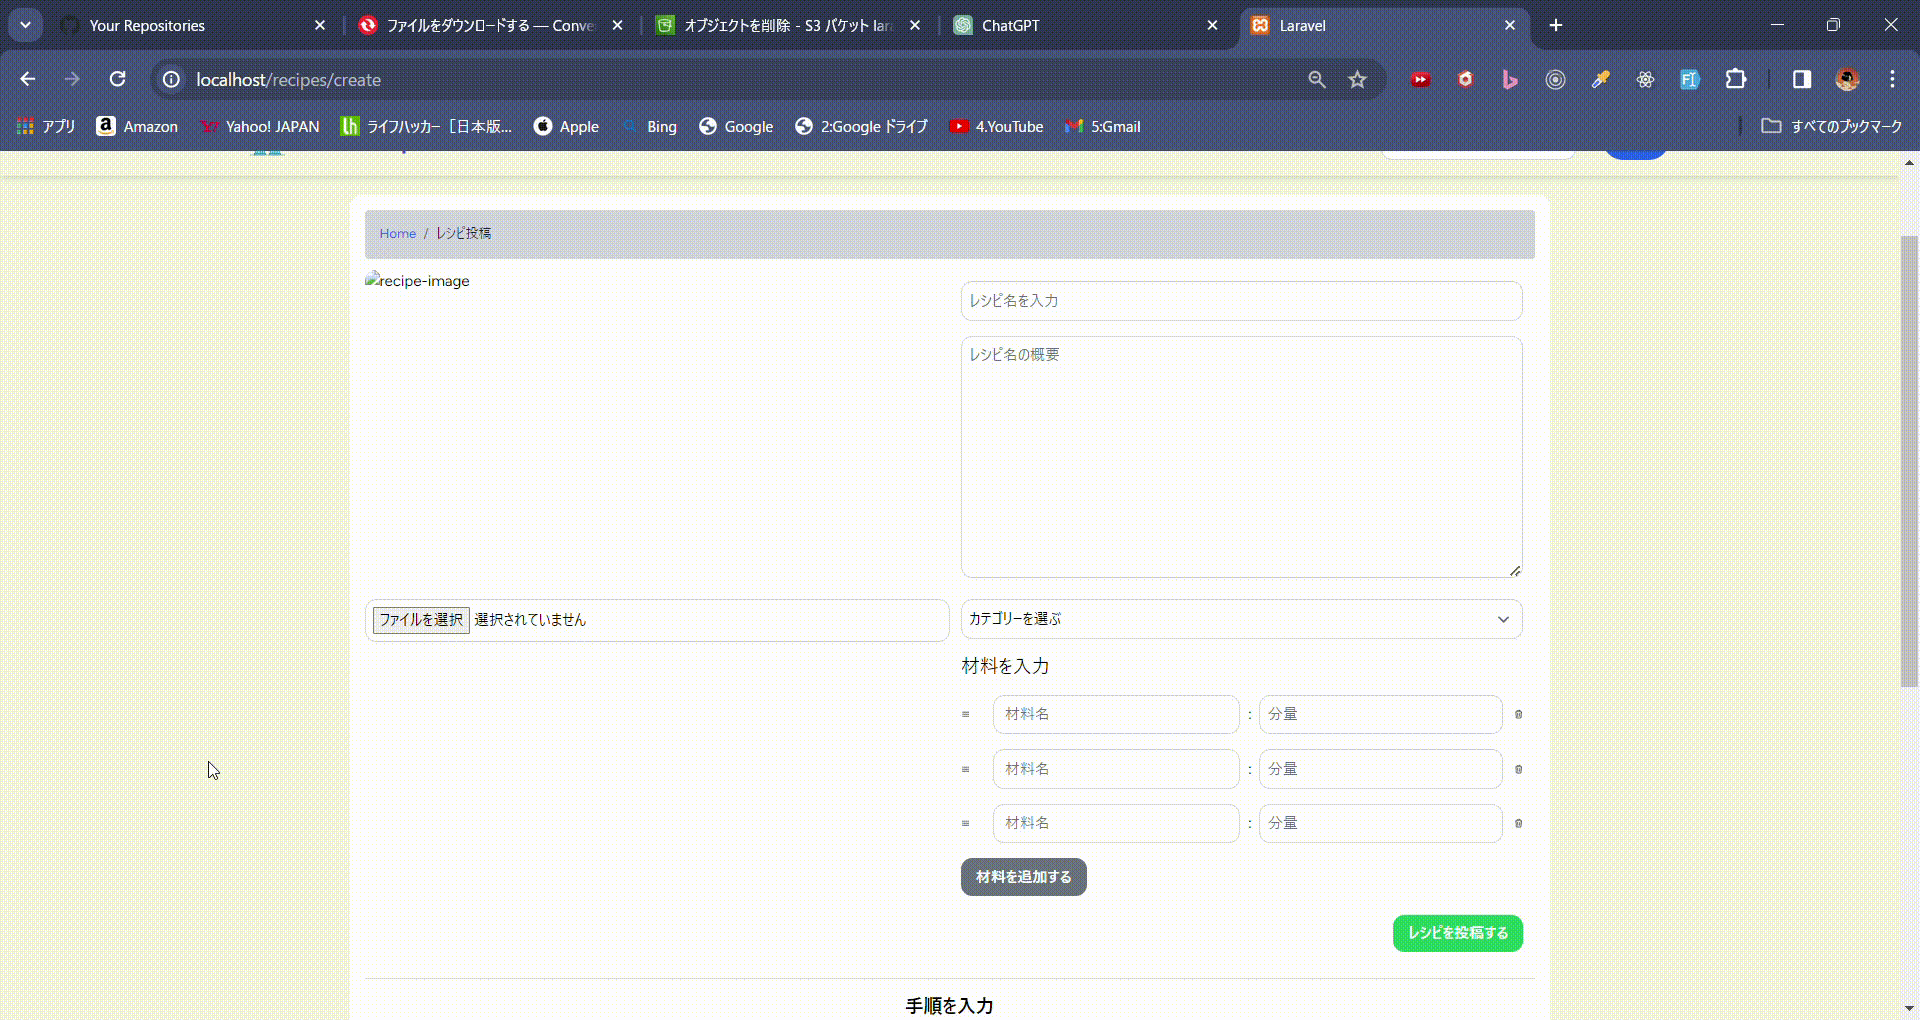 Your Repositories
ファイルをダウンロードする — Conve
オブジェクトを削除 - S3 バケット lar
ChatGPT
Laravel
localhost/recipes/create
アプリ
Amazon
Yahoo! JAPAN
ライフハッカー［日本版...
Apple
Bing
Google
2:Google ドライブ
4.YouTube
5:Gmail
すべてのブックマーク
Home / レシピ投稿
recipe-image
レシピ名を入力
レシピ名の概要
ファイルを選択 選択されていません
カテゴリーを選ぶ
材料を入力
材料名 : 分量
材料名 : 分量
材料名 : 分量
材料を追加する
レシピを投稿する
手順を入力